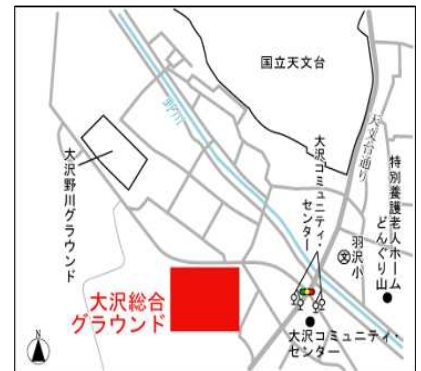 国立天文台
野川
天文台通り
大沢コミュニティ・
センター
特別養護老人ホーム
どんぐり山
羽沢小
文
大沢野川グラウンド
大沢総合
グラウンド
大沢コミュニティ・
センター
N